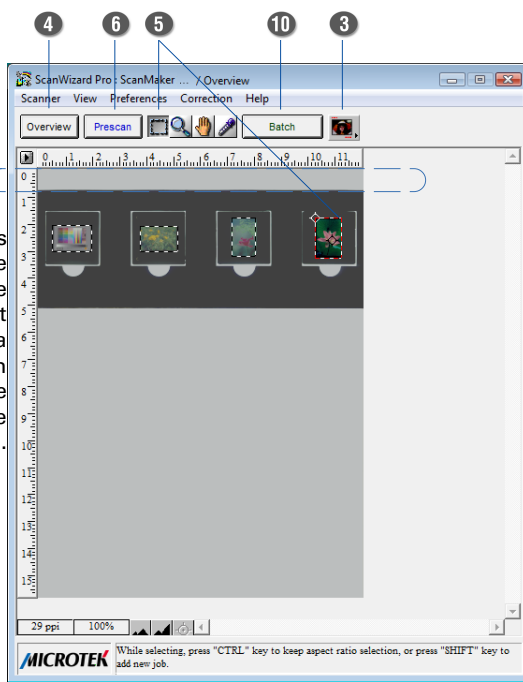 4 6 5 10 3
ScanWizard Pro : ScanMaker ... / Overview
Scanner View Preferences Correction Help
Overview Prescan Batch
0 1 2 3 4 5 6 7 8 9 10 11
0
1
s
2
e
3
e
4
t
5
a
6
n
7
e
8
e
9
.
10
11
12
13
14
15
29 ppi 100%
MICROTEK
While selecting, press "CTRL" key to keep aspect ratio selection, or press "SHIFT" key to
add new job.